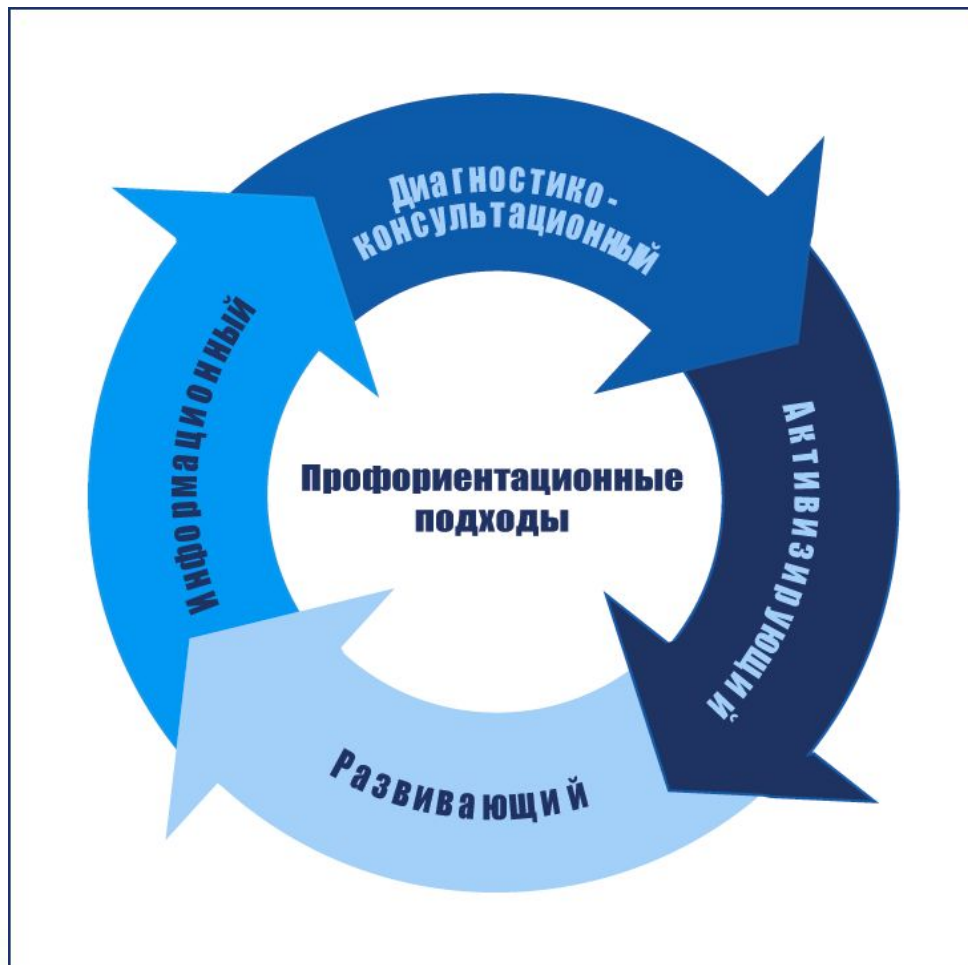 Диагностико-
консультационный
Активизирующий
Развивающий
Информационный
Профориентационные
подходы